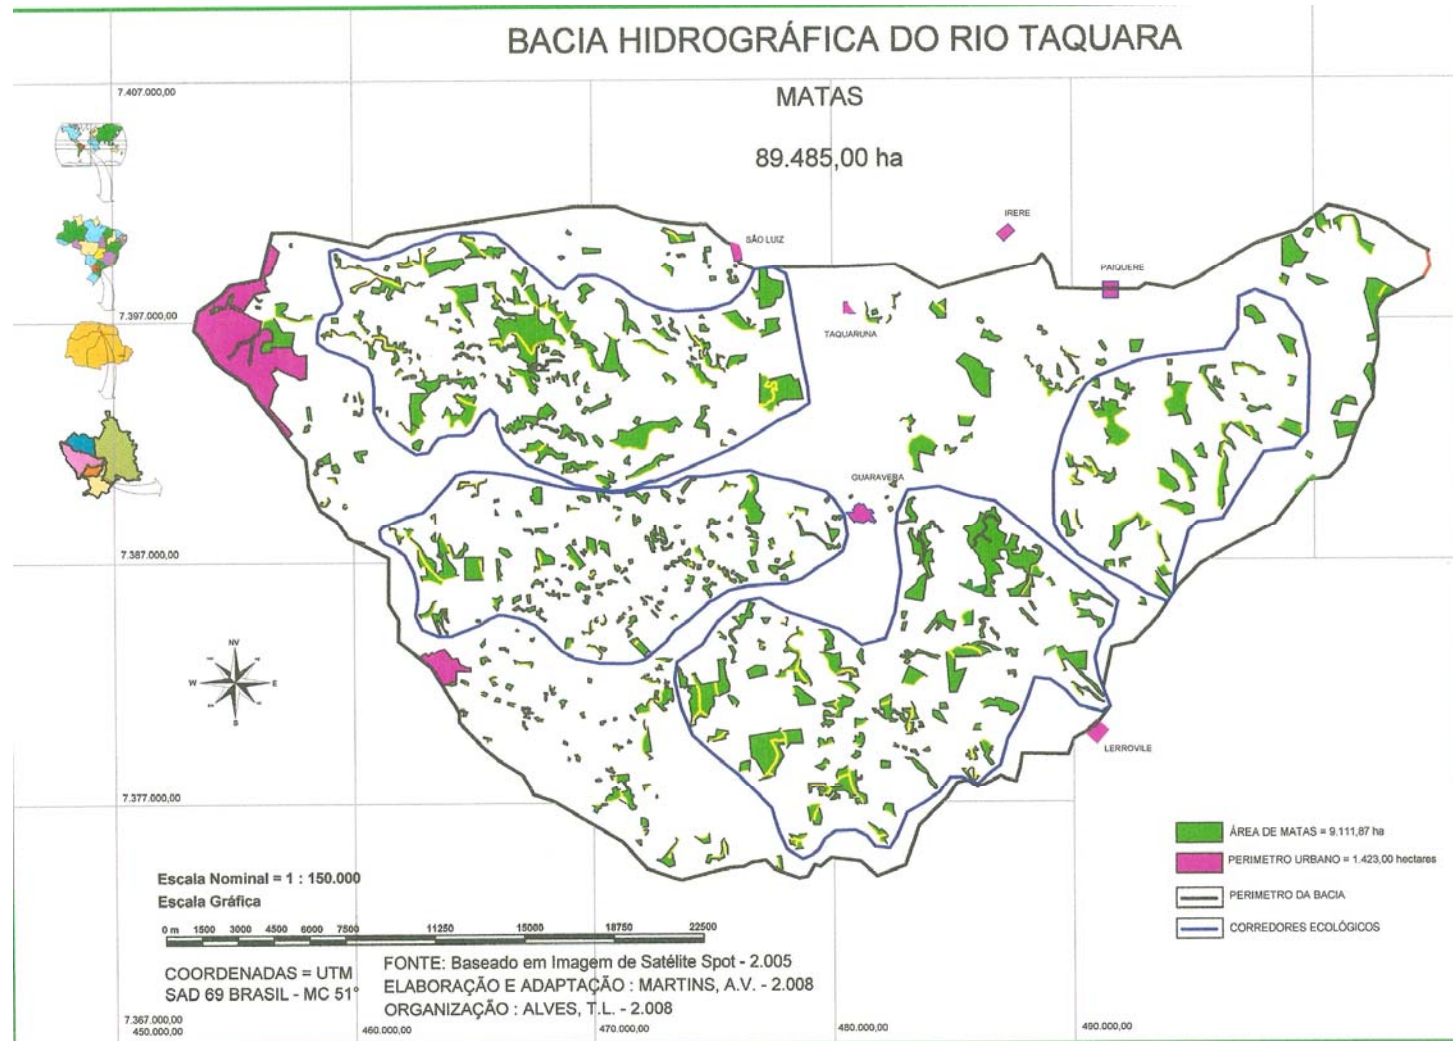 BACIA HIDROGRÁFICA DO RIO TAQUARA
MATAS
89.485,00 ha
7.407.000,00
7.397.000,00
7.387.000,00
7.377.000,00
7.367.000,00
450.000,00
460.000,00
470.000,00
480.000,00
490.000,00
IRERE
SÃO LUIZ
PAIQUERE
TAQUARUNA
GUARAVERA
LERROVILE
NV
W
E
S
ÁREA DE MATAS = 9.111,87 ha
PERIMETRO URBANO = 1.423,00 hectares
PERIMETRO DA BACIA
CORREDORES ECOLÓGICOS
Escala Nominal = 1 : 150.000
Escala Gráfica
0 m 1500 3000 4500 6000 7500 11250 15000 18750 22500
COORDENADAS = UTM
SAD 69 BRASIL - MC 51°
FONTE: Baseado em Imagem de Satélite Spot - 2.005
ELABORAÇÃO E ADAPTAÇÃO : MARTINS, A.V. - 2.008
ORGANIZAÇÃO : ALVES, T.L. - 2.008